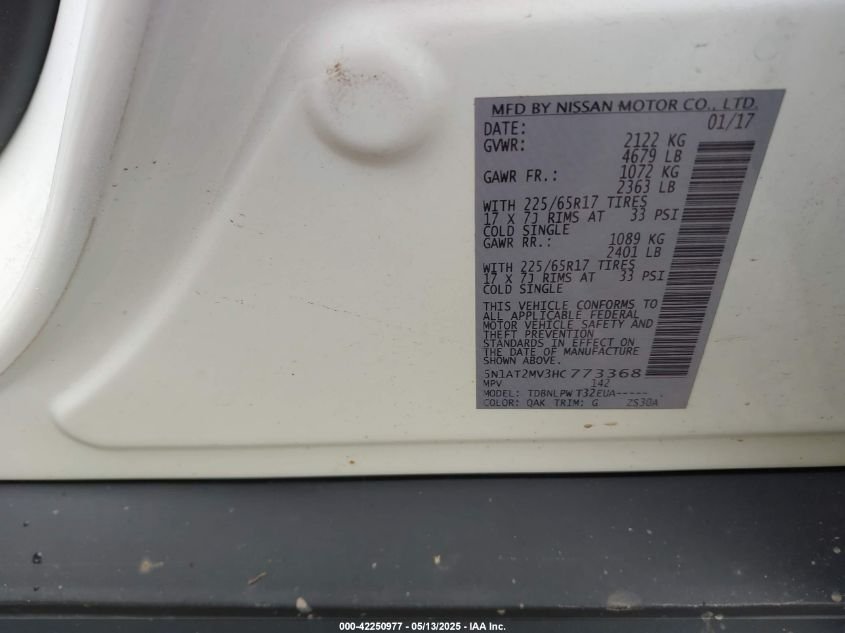 MFD BY NISSAN MOTOR CO., LTD.
DATE: 01/17
GVWR: 2122 KG
4679 LB
GAWR FR.: 1072 KG
2363 LB
WITH 225/65R17 TIRES
17 X 7J RIMS AT 33 PSI
COLD SINGLE
GAWR RR.: 1089 KG
2401 LB
WITH 225/65R17 TIRES
17 X 7J RIMS AT 33 PSI
COLD SINGLE
THIS VEHICLE CONFORMS TO
ALL APPLICABLE FEDERAL
MOTOR VEHICLE SAFETY AND
THEFT PREVENTION
STANDARDS IN EFFECT ON
THE DATE OF MANUFACTURE
SHOWN ABOVE.
5N1AT2MV3HC773368
MPV 142
MODEL: TDBNLPW T32EUA-----
COLOR: QAK TRIM: G ZS30A
000-42250977 - 05/13/2025 - IAA Inc.